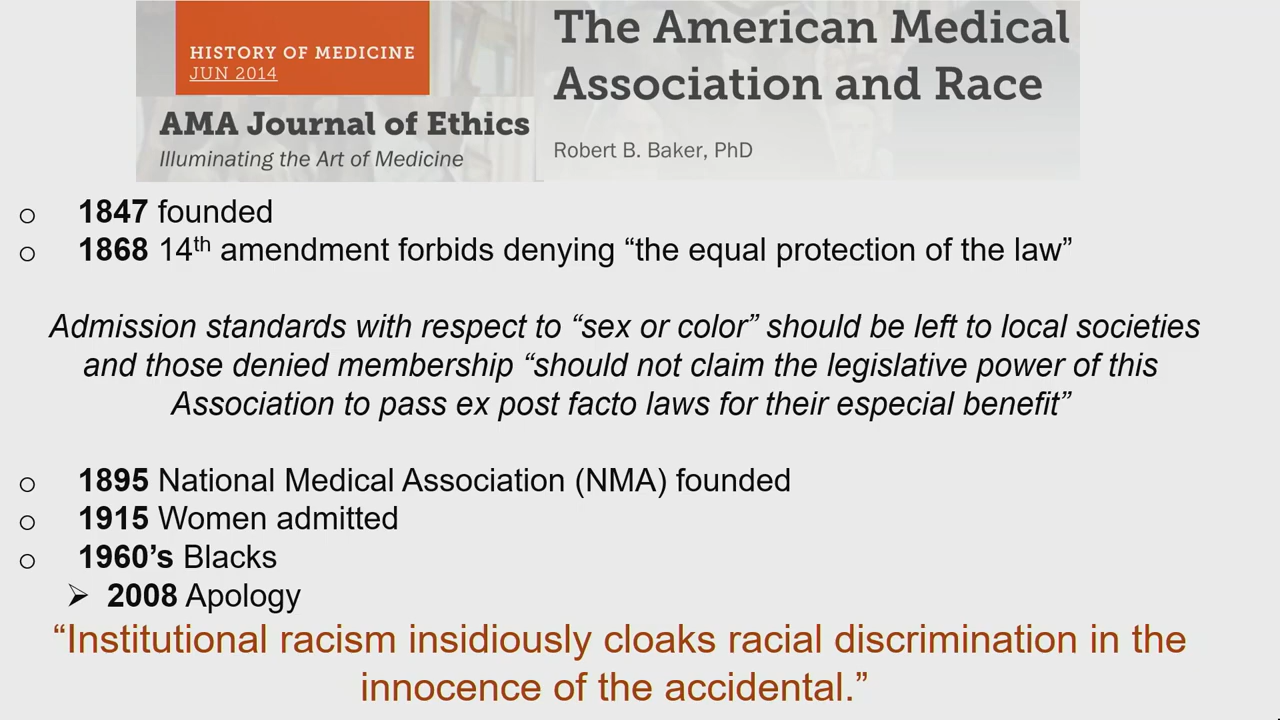 HISTORY OF MEDICINE
JUN 2014
AMA Journal of Ethics
Illuminating the Art of Medicine
The American Medical
Association and Race
Robert B. Baker, PhD
o 1847 founded
o 1868 14th amendment forbids denying “the equal protection of the law”
Admission standards with respect to “sex or color” should be left to local societies
and those denied membership “should not claim the legislative power of this
Association to pass ex post facto laws for their especial benefit”
o 1895 National Medical Association (NMA) founded
o 1915 Women admitted
o 1960’s Blacks
➢ 2008 Apology
“Institutional racism insidiously cloaks racial discrimination in the
innocence of the accidental.”